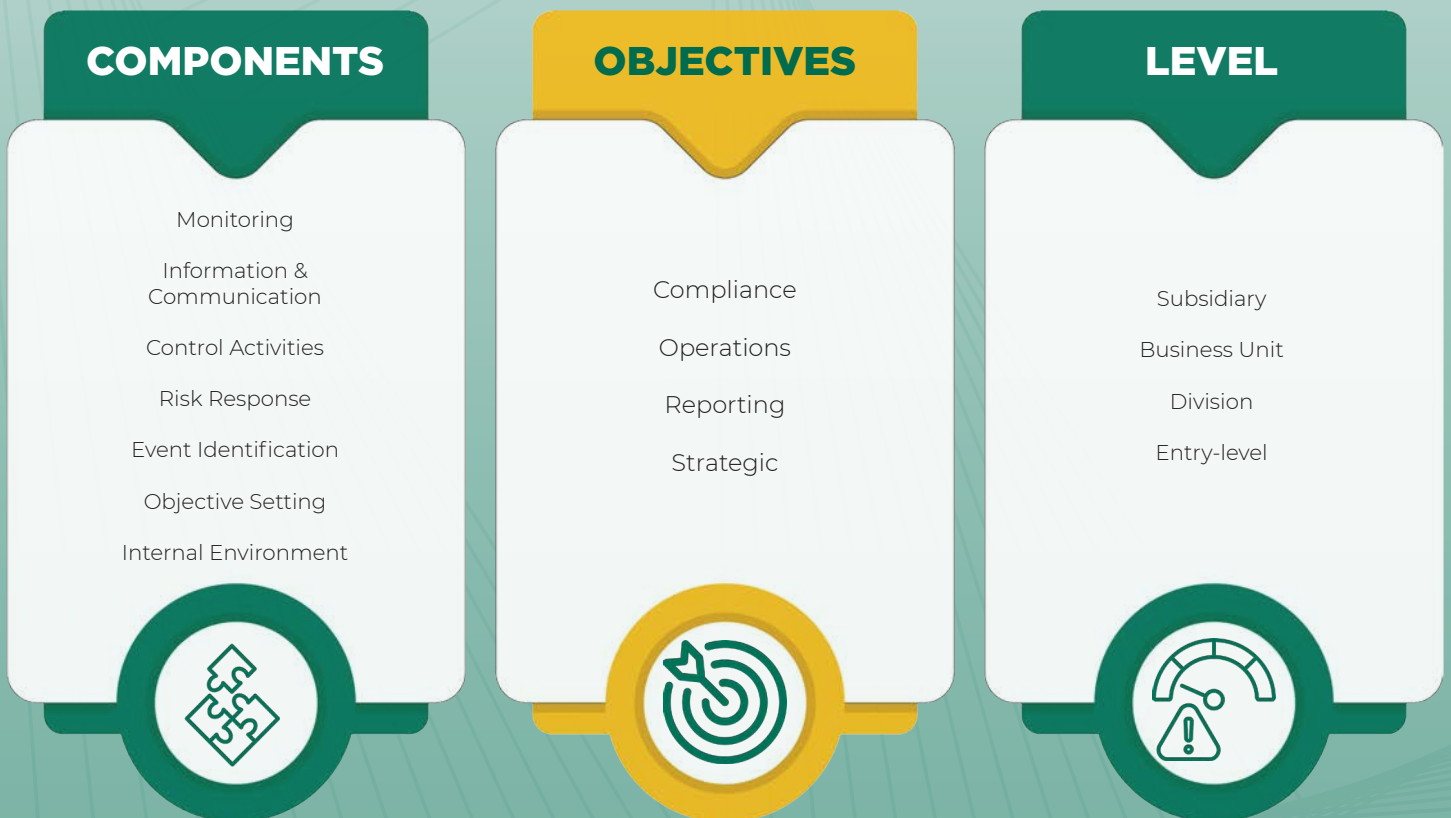 COMPONENTS
Monitoring
Information &
Communication
Control Activities
Risk Response
Event Identification
Objective Setting
Internal Environment
OBJECTIVES
Compliance
Operations
Reporting
Strategic
LEVEL
Subsidiary
Business Unit
Division
Entry-level